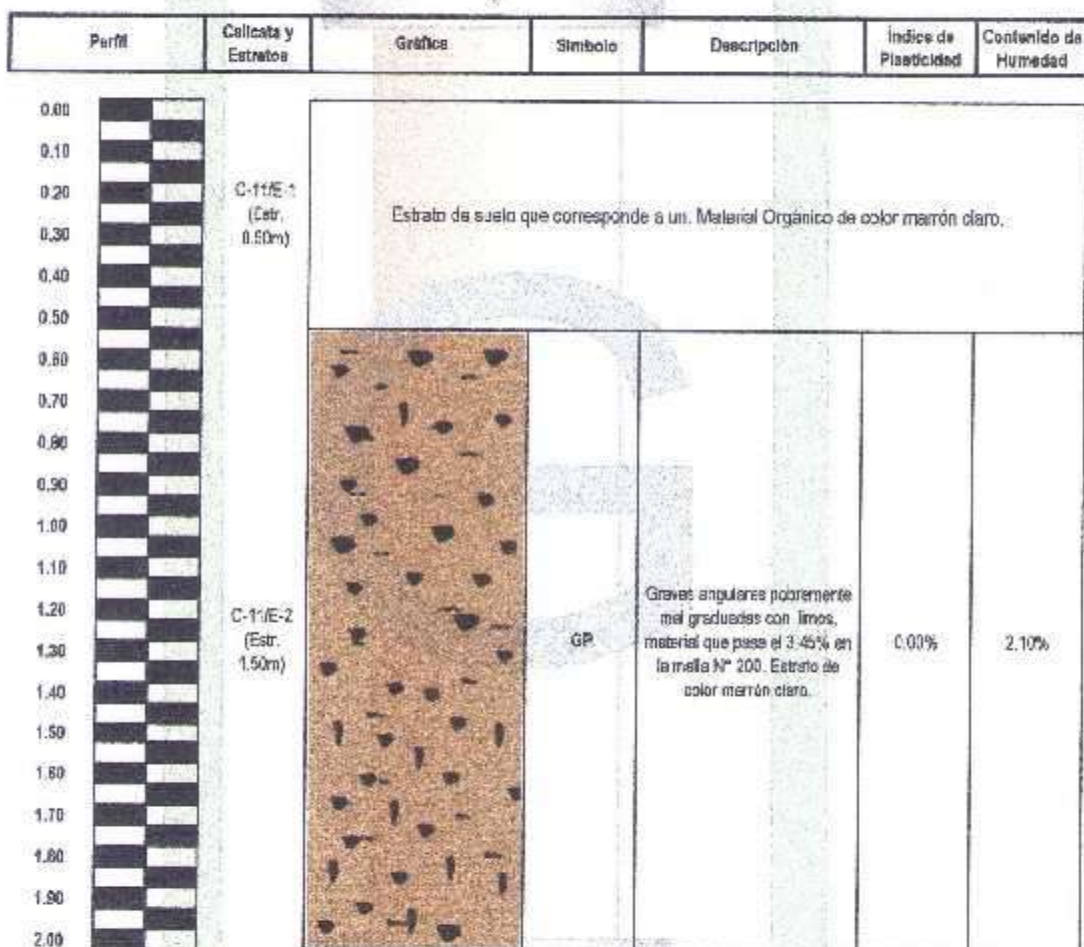 Perfil
Calicata y
Estratos
Gráfica
Simbolo
Descripción
Índice de
Plasticidad
Contenido de
Humedad
0.00
0.10
0.20
0.30
0.40
0.50
0.60
0.70
0.80
0.90
1.00
1.10
1.20
1.30
1.40
1.50
1.60
1.70
1.80
1.90
2.00
C-11/E-1
(Estr.
0.50m)
Estrato de suelo que corresponde a un. Material Orgánico de color marrón claro.
C-11/E-2
(Estr.
1.50m)
GP
Gravas angulares pobremente
mal graduadas con limos,
material que pasa el 3.45% en
la malla N° 200. Estrato de
color marrón claro.
0.00%
2.10%